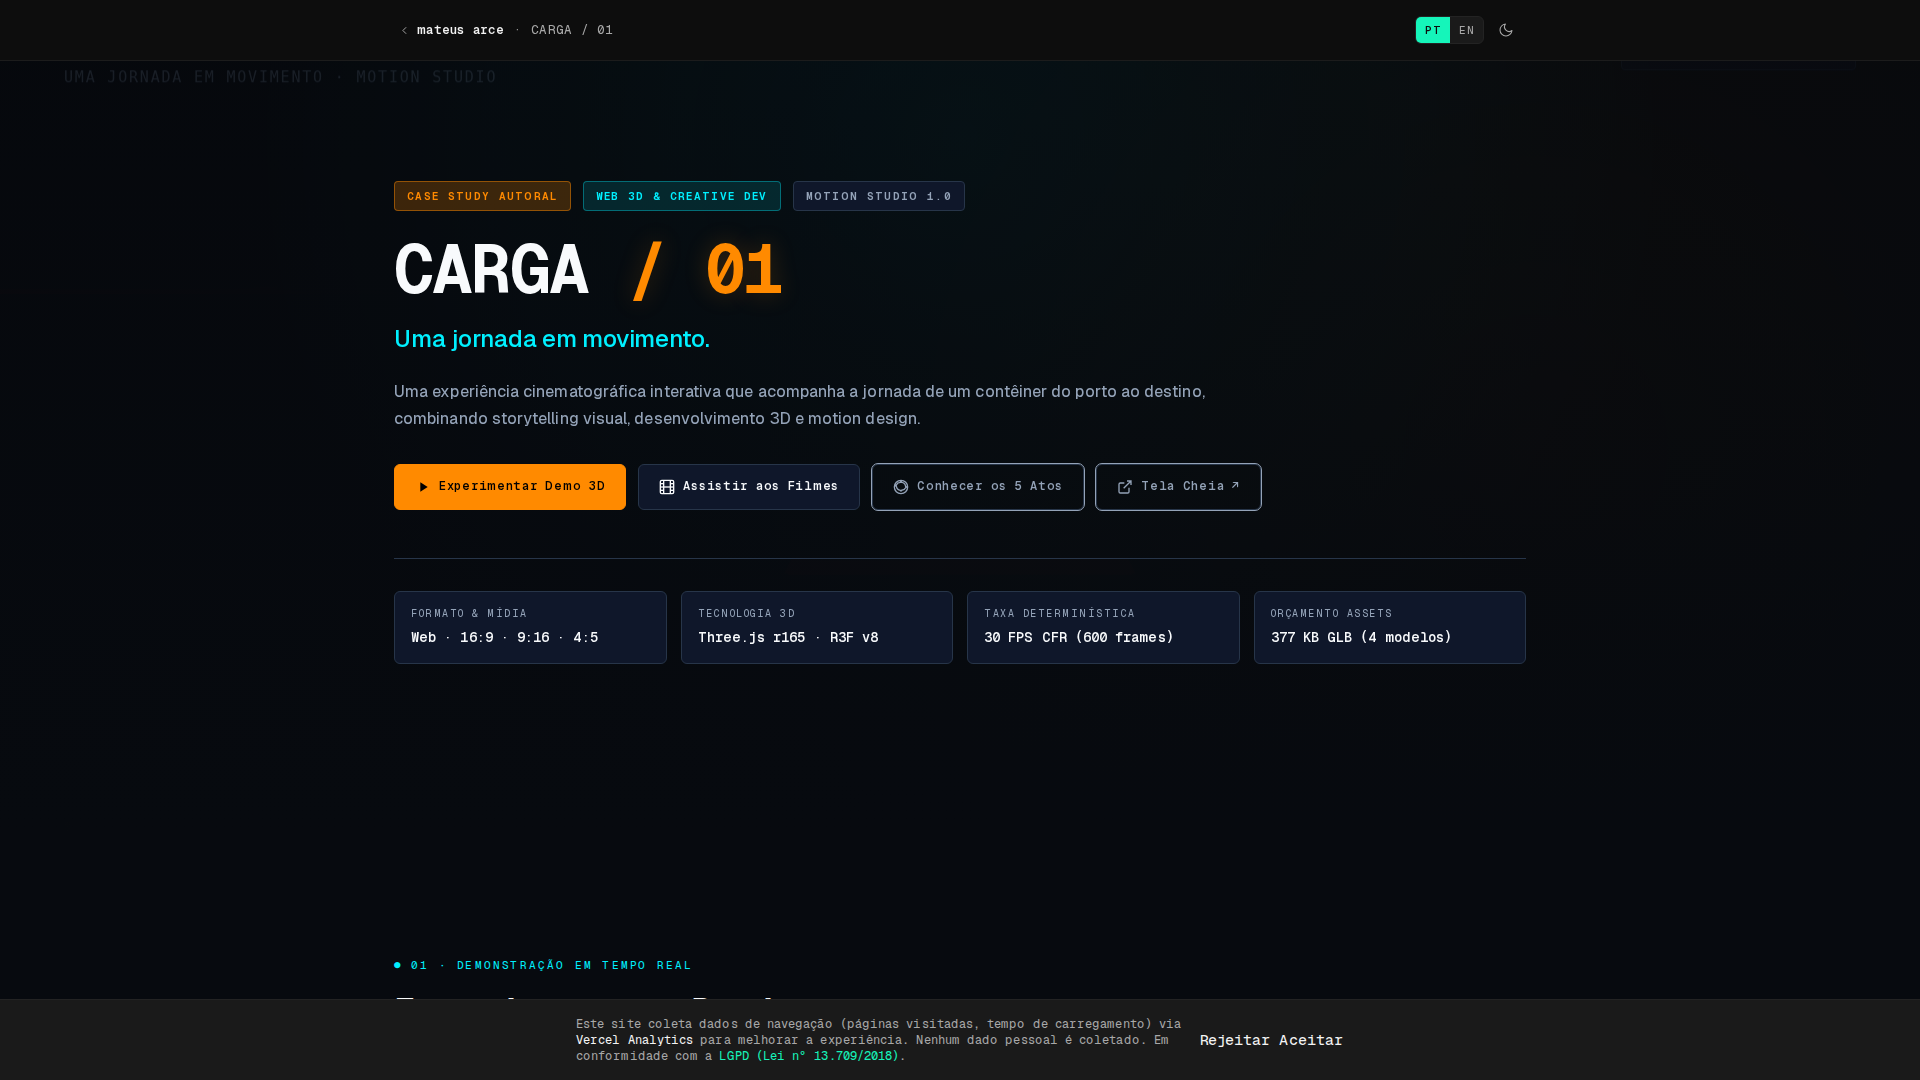 mateus arce · CARGA / 01
PT EN
UMA JORNADA EM MOVIMENTO · MOTION STUDIO
CASE STUDY AUTORAL
WEB 3D & CREATIVE DEV
MOTION STUDIO 1.0
CARGA / 01
Uma jornada em movimento.
Uma experiência cinematográfica interativa que acompanha a jornada de um contêiner do porto ao destino,
combinando storytelling visual, desenvolvimento 3D e motion design.
Experimentar Demo 3D
Assistir aos Filmes
Conhecer os 5 Atos
Tela Cheia ↗
FORMATO & MÍDIA
Web · 16:9 · 9:16 · 4:5
TECNOLOGIA 3D
Three.js r165 · R3F v8
TAXA DETERMINÍSTICA
30 FPS CFR (600 frames)
ORÇAMENTO ASSETS
377 KB GLB (4 modelos)
01 · DEMONSTRAÇÃO EM TEMPO REAL
Este site coleta dados de navegação (páginas visitadas, tempo de carregamento) via
Vercel Analytics para melhorar a experiência. Nenhum dado pessoal é coletado. Em
conformidade com a LGPD (Lei nº 13.709/2018).
Rejeitar Aceitar